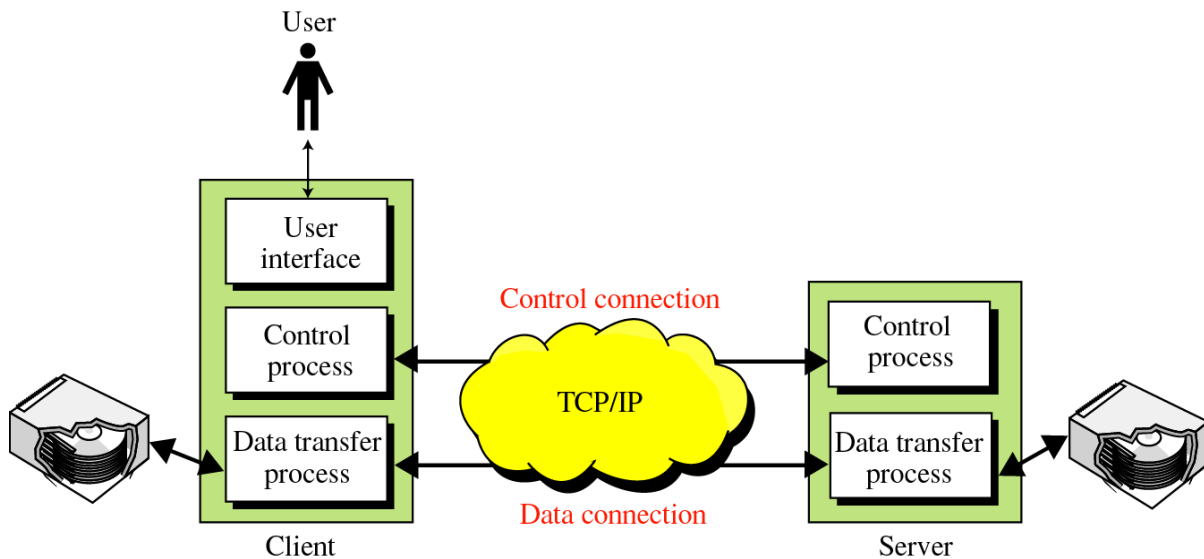 User
User
interface
Control connection
Control
process
Control
process
TCP/IP
Data transfer
process
Data transfer
process
Data connection
Client
Server